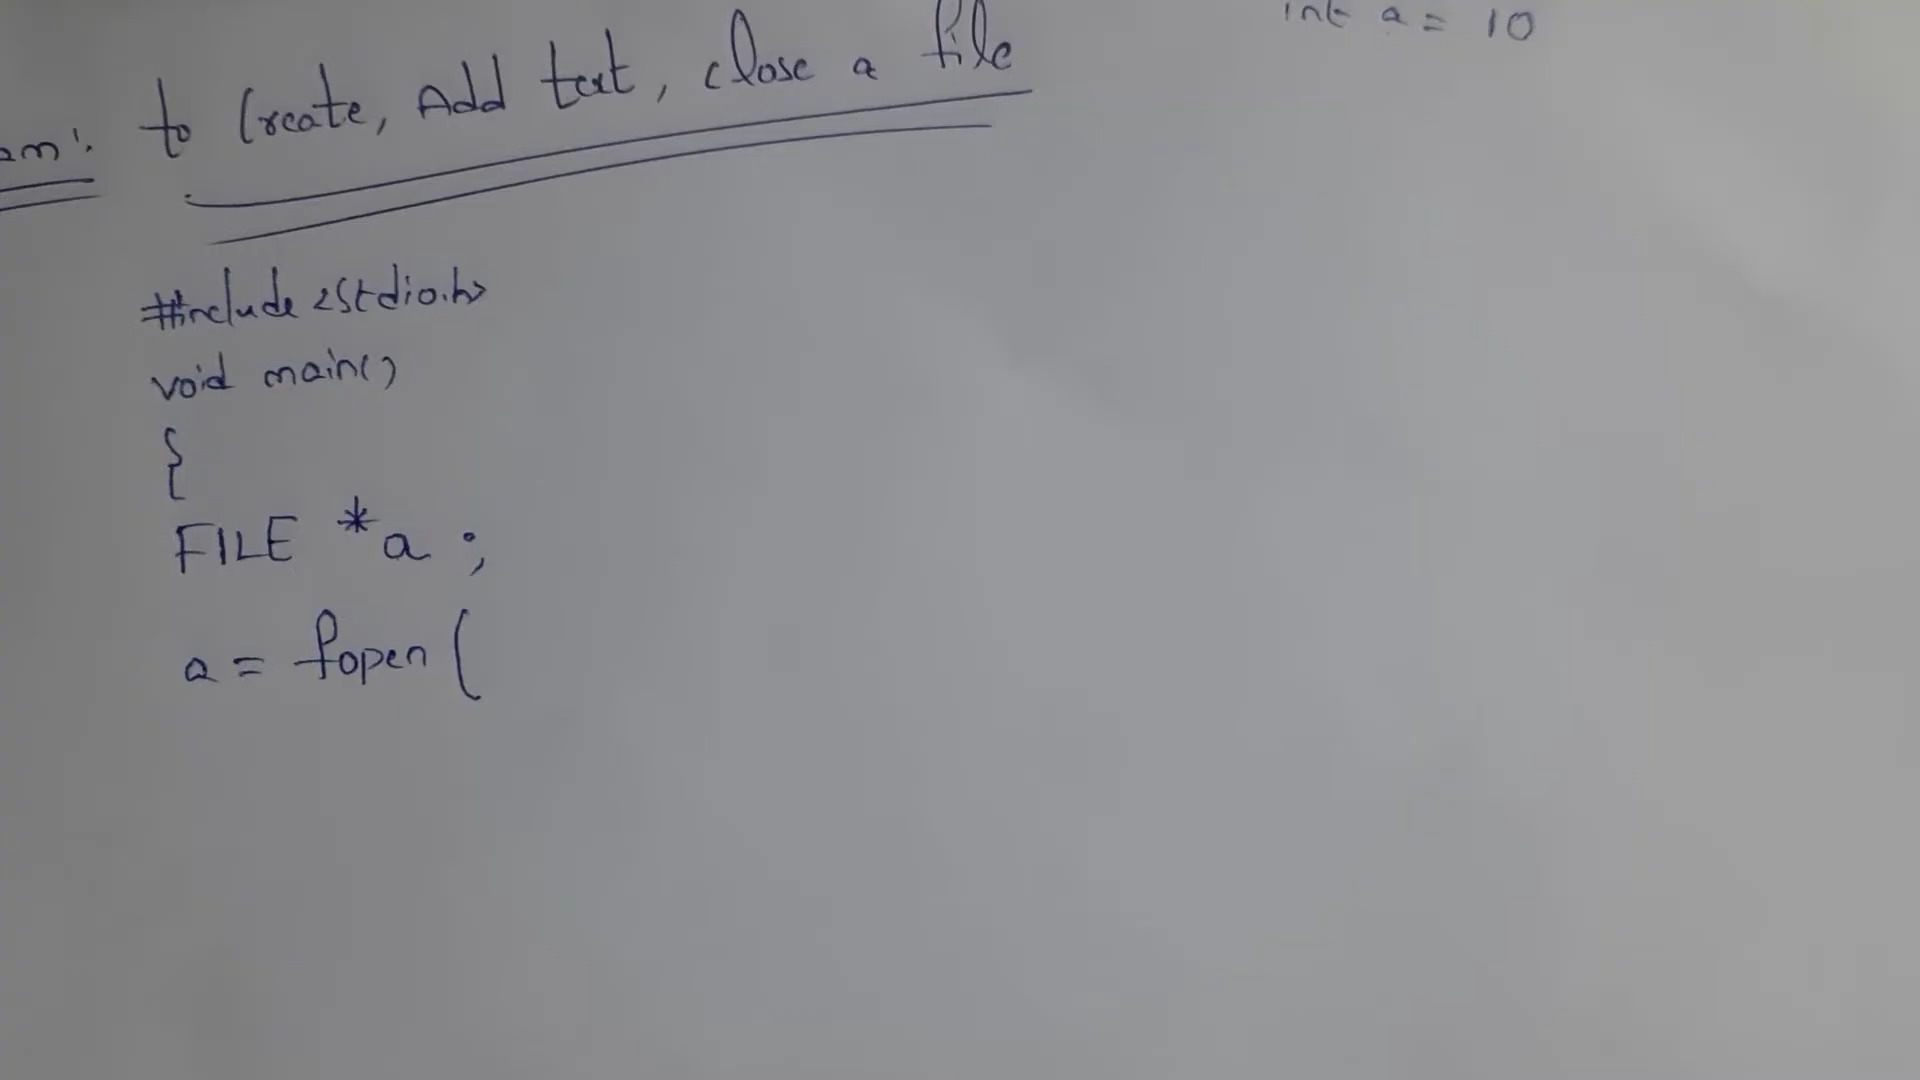 int a = 10
to Create, Add text, close a file
#include <stdio.h>
void main()
{
FILE *a ;
a = fopen (